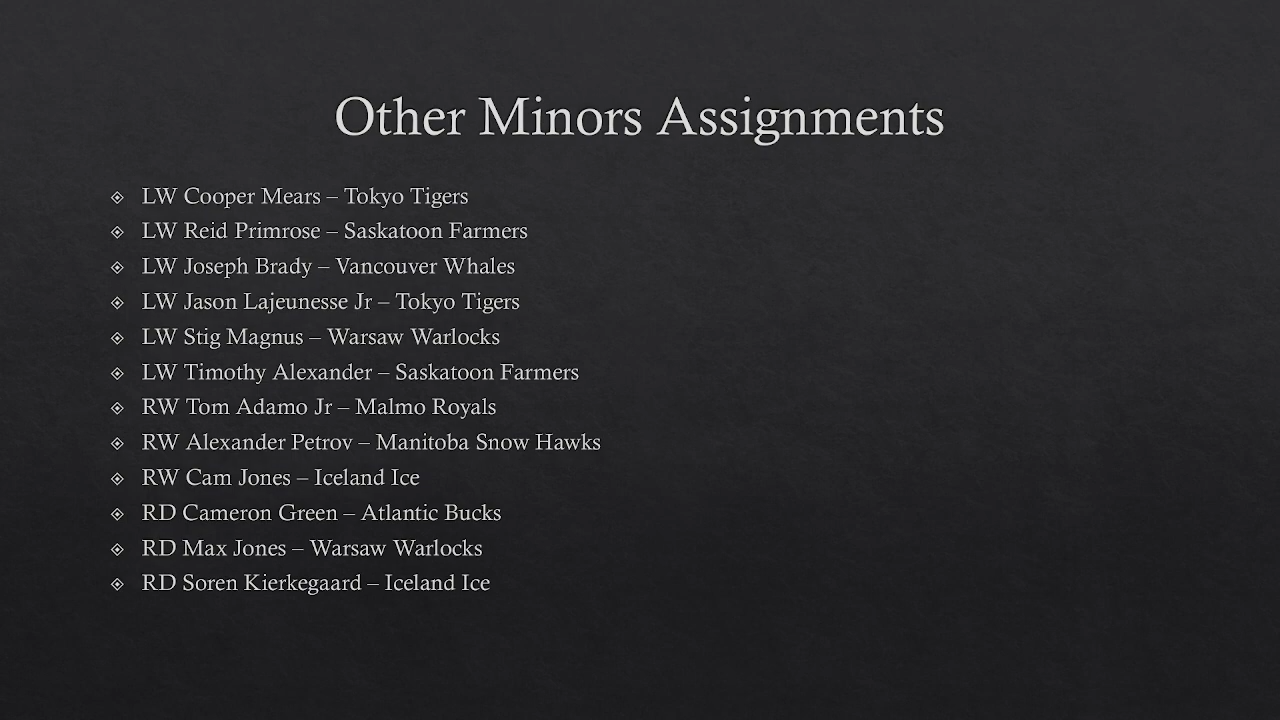 Other Minors Assignments
LW Cooper Mears – Tokyo Tigers
LW Reid Primrose – Saskatoon Farmers
LW Joseph Brady – Vancouver Whales
LW Jason Lajeunesse Jr – Tokyo Tigers
LW Stig Magnus – Warsaw Warlocks
LW Timothy Alexander – Saskatoon Farmers
RW Tom Adamo Jr – Malmo Royals
RW Alexander Petrov – Manitoba Snow Hawks
RW Cam Jones – Iceland Ice
RD Cameron Green – Atlantic Bucks
RD Max Jones – Warsaw Warlocks
RD Soren Kierkegaard – Iceland Ice